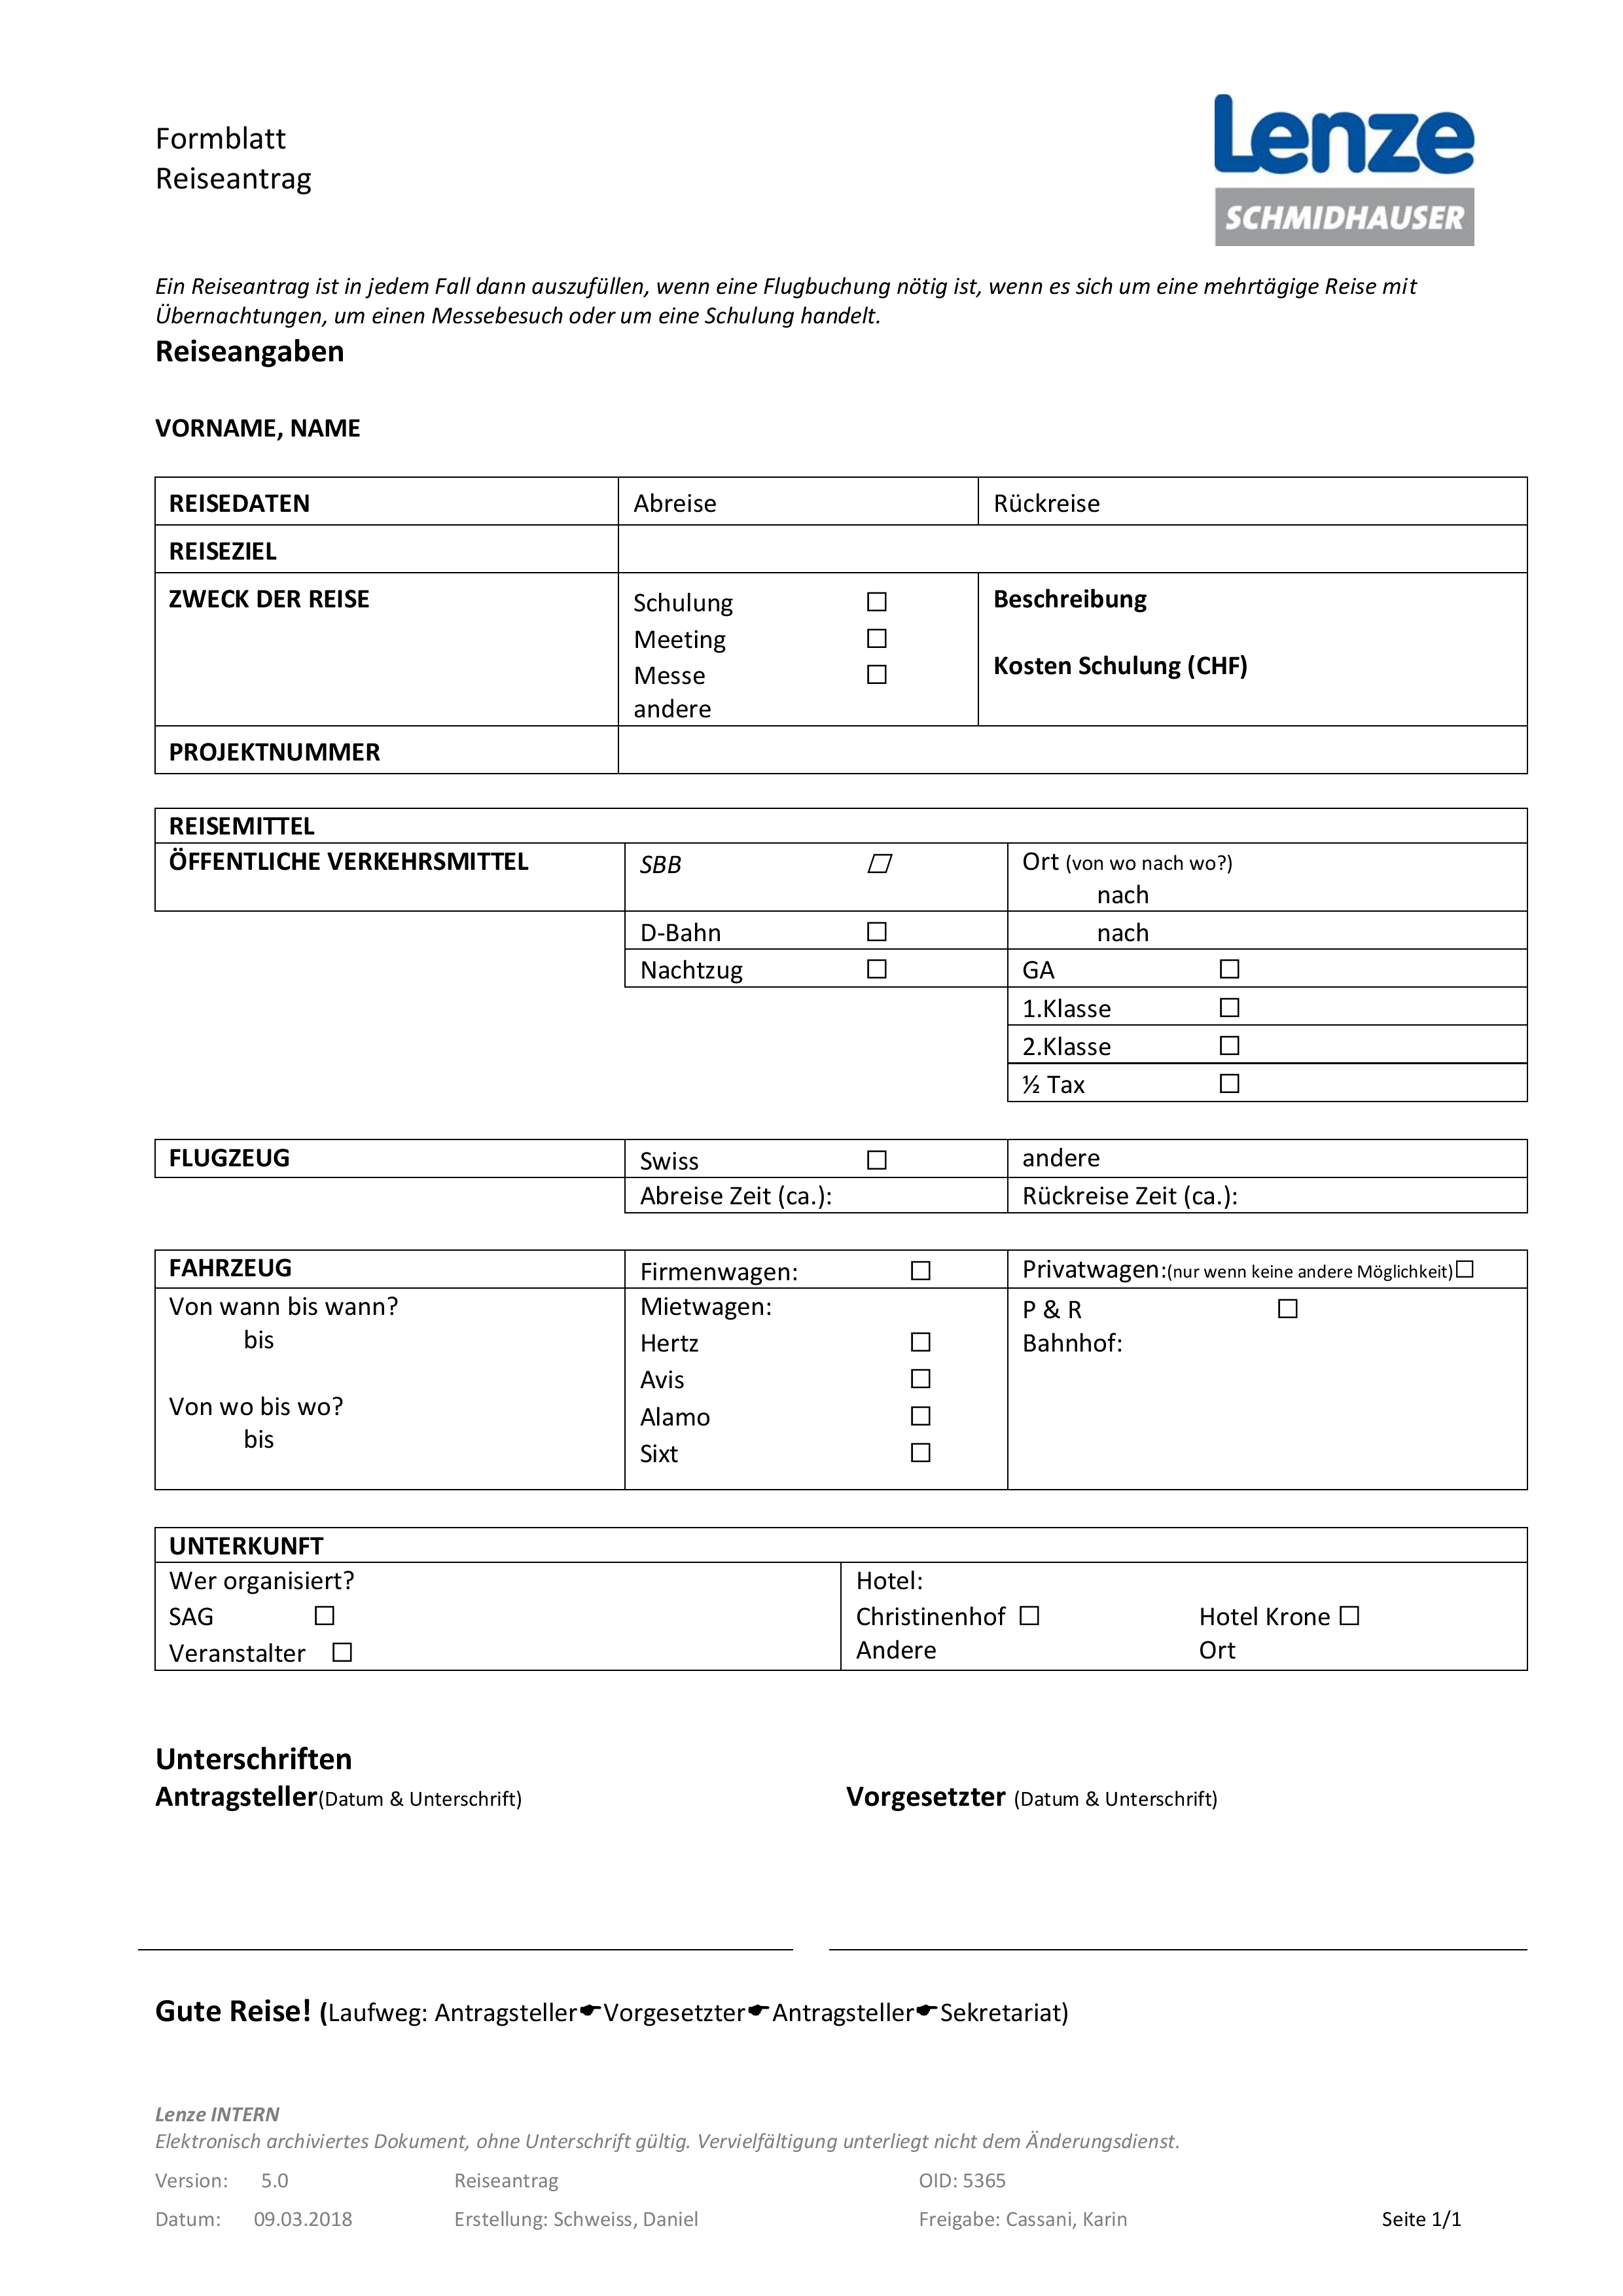 Formblatt
Reiseantrag
Lenze
SCHMIDHAUSER
Ein Reiseantrag ist in jedem Fall dann auszufüllen, wenn eine Flugbuchung nötig ist, wenn es sich um eine mehrtägige Reise mit
Übernachtungen, um einen Messebesuch oder um eine Schulung handelt.
Reiseangaben
VORNAME, NAME
REISEDATEN Abreise Rückreise
REISEZIEL
ZWECK DER REISE Schulung ☐ Beschreibung
Meeting ☐
Kosten Schulung (CHF)
Messe ☐
andere
PROJEKTNUMMER
REISEMITTEL
ÖFFENTLICHE VERKEHRSMITTEL SBB ☐ Ort (von wo nach wo?)
nach
D-Bahn ☐ nach
Nachtzug ☐ GA ☐
1.Klasse ☐
2.Klasse ☐
½ Tax ☐
FLUGZEUG Swiss ☐ andere
Abreise Zeit (ca.): Rückreise Zeit (ca.):
FAHRZEUG Firmenwagen: ☐ Privatwagen:(nur wenn keine andere Möglichkeit)☐
Von wann bis wann? Mietwagen: P & R ☐
bis Hertz ☐ Bahnhof:
Avis ☐
Von wo bis wo? Alamo ☐
bis Sixt ☐
UNTERKUNFT
Wer organisiert? Hotel:
SAG ☐ Christinenhof ☐ Hotel Krone ☐
Veranstalter ☐ Andere Ort
Unterschriften
Antragsteller(Datum & Unterschrift) Vorgesetzter (Datum & Unterschrift)
Gute Reise! (Laufweg: Antragsteller☛Vorgesetzter☛Antragsteller☛Sekretariat)
Lenze INTERN
Elektronisch archiviertes Dokument, ohne Unterschrift gültig. Vervielfältigung unterliegt nicht dem Änderungsdienst.
Version: 5.0 Reiseantrag OID: 5365
Datum: 09.03.2018 Erstellung: Schweiss, Daniel Freigabe: Cassani, Karin Seite 1/1